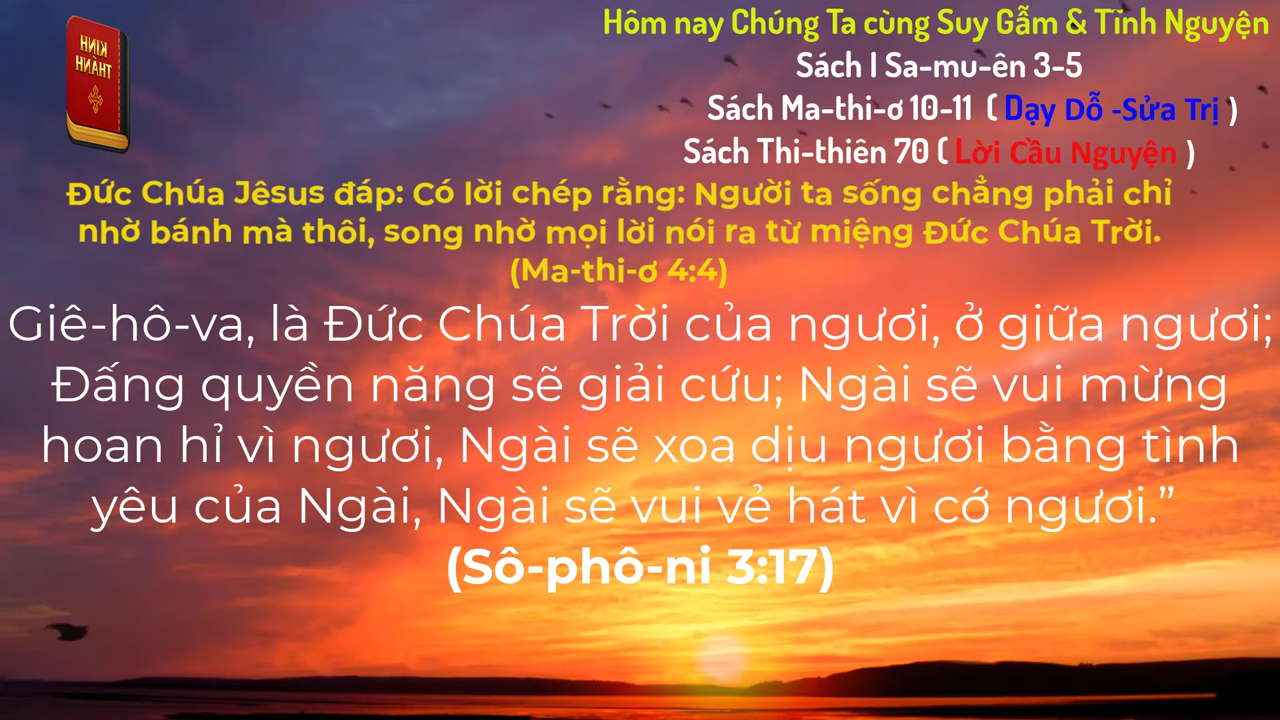 KINH
THÁNH
Hôm nay Chúng Ta cùng Suy Gẫm & Tĩnh Nguyện
Sách I Sa-mu-ên 3-5
Sách Ma-thi-ơ 10-11 ( Dạy Dỗ -Sửa Trị )
Sách Thi-thiên 70 ( Lời Cầu Nguyện )
Đức Chúa Jêsus đáp: Có lời chép rằng: Người ta sống chẳng phải chỉ
nhờ bánh mà thôi, song nhờ mọi lời nói ra từ miệng Đức Chúa Trời.
(Ma-thi-ơ 4:4)
Giê-hô-va, là Đức Chúa Trời của ngươi, ở giữa ngươi;
Đấng quyền năng sẽ giải cứu; Ngài sẽ vui mừng
hoan hỉ vì ngươi, Ngài sẽ xoa dịu ngươi bằng tình
yêu của Ngài, Ngài sẽ vui vẻ hát vì cớ ngươi.”
(Sô-phô-ni 3:17)